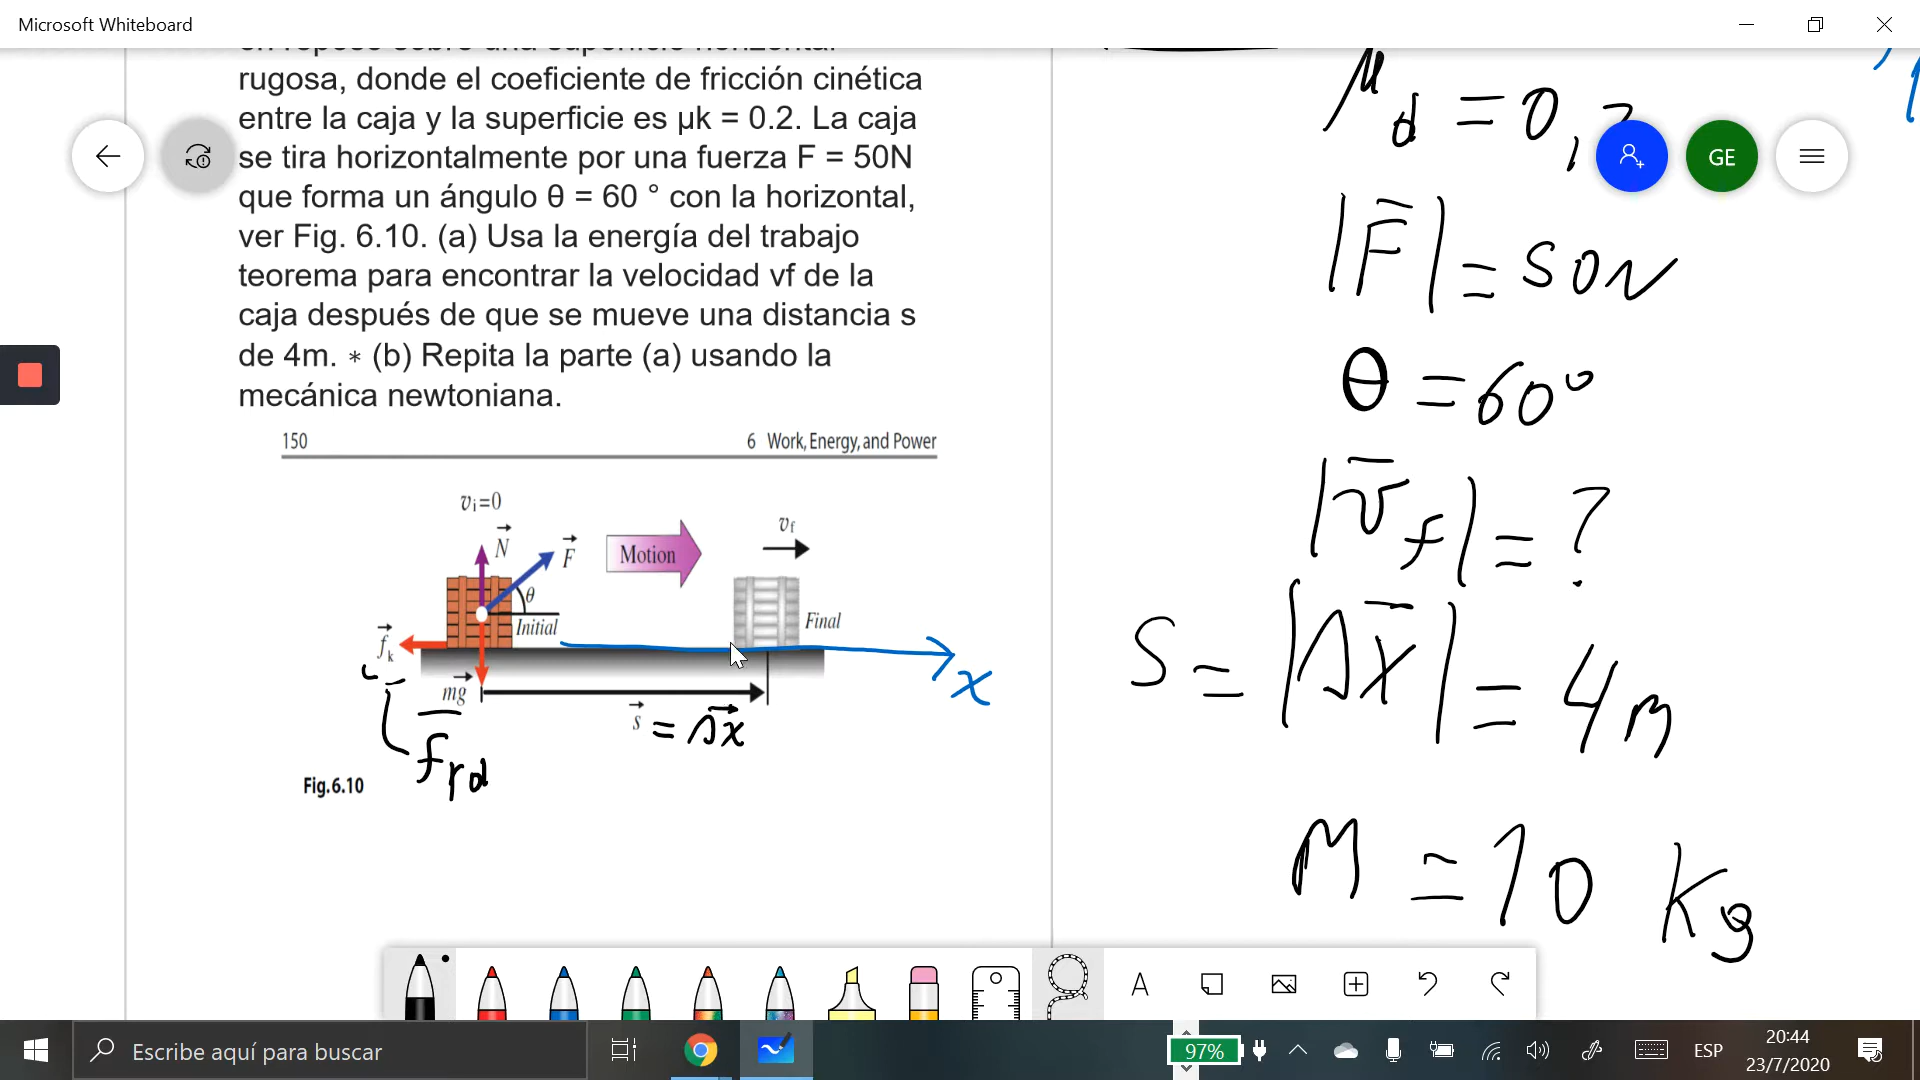 Microsoft Whiteboard
rugosa, donde el coeficiente de fricción cinética
entre la caja y la superficie es μk = 0.2. La caja
se tira horizontalmente por una fuerza F = 50N
que forma un ángulo θ = 60 ° con la horizontal,
ver Fig. 6.10. (a) Usa la energía del trabajo
teorema para encontrar la velocidad vf de la
caja después de que se mueve una distancia s
de 4m. ∗ (b) Repita la parte (a) usando la
mecánica newtoniana.
150 6 Work, Energy, and Power
vi=0
N
F
Motion
vf
θ
Initial
Final
fk
mg
s = Δx
x
frd
Fig.6.10
μd = 0,
|F| = 50N
θ = 60°
|vf| = ?
S = |Δx| = 4m
M = 10 Kg
GE
A
Escribe aquí para buscar
97%
ESP
20:44
23/7/2020